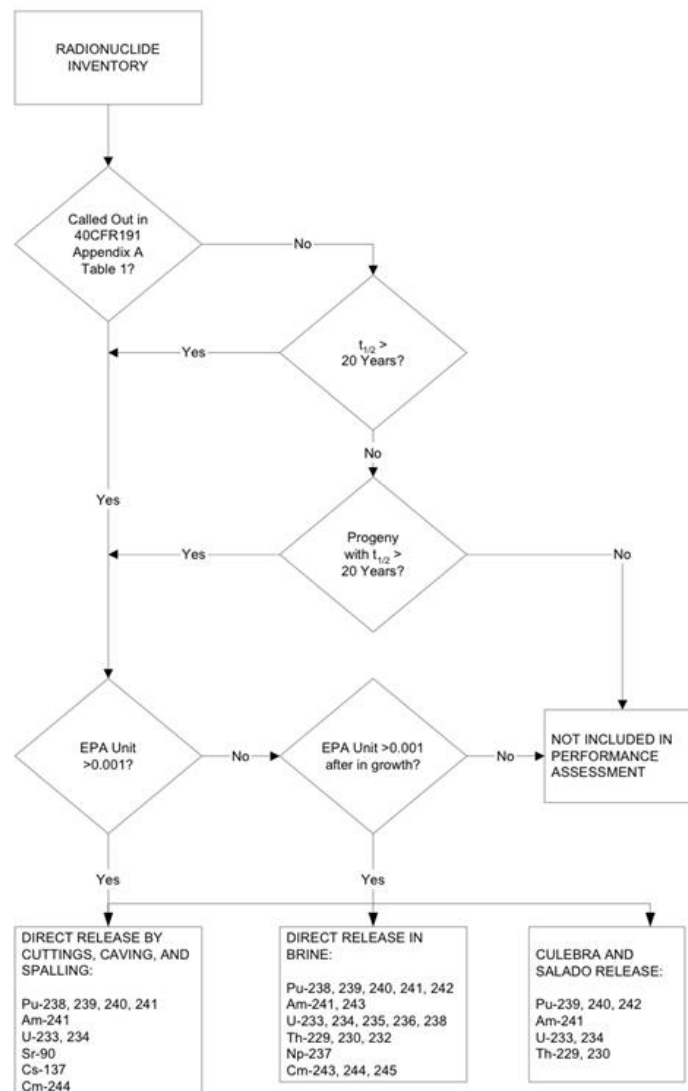 RADIONUCLIDE
INVENTORY
Called Out in
40CFR191
Appendix A
Table 1?
No
t1/2 >
20 Years?
Yes
No
Yes
Progeny
with t1/2 >
20 Years?
Yes
No
EPA Unit
>0.001?
No
EPA Unit >0.001
after in growth?
No
NOT INCLUDED IN
PERFORMANCE
ASSESSMENT
Yes
Yes
DIRECT RELEASE BY
CUTTINGS, CAVING, AND
SPALLING:
Pu-238, 239, 240, 241
Am-241
U-233, 234
Sr-90
Cs-137
Cm-244
DIRECT RELEASE IN
BRINE:
Pu-238, 239, 240, 241, 242
Am-241, 243
U-233, 234, 235, 236, 238
Th-229, 230, 232
Np-237
Cm-243, 244, 245
CULEBRA AND
SALADO RELEASE:
Pu-239, 240, 242
Am-241
U-233, 234
Th-229, 230